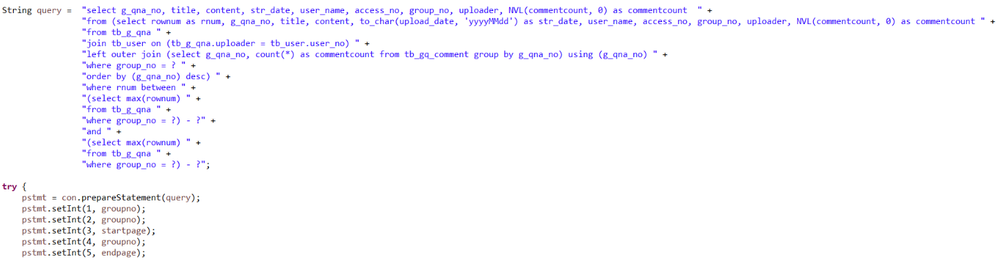 String query =  "select g_qna_no, title, content, str_date, user_name, access_no, group_no, uploader, NVL(commentcount, 0) as commentcount  " +
"from (select rownum as rnum, g_qna_no, title, content, to_char(upload_date, 'yyyyMMdd') as str_date, user_name, access_no, group_no, uploader, NVL(commentcount, 0) as commentcount " +
"from tb_g_qna " +
"join tb_user on (tb_g_qna.uploader = tb_user.user_no) " +
"left outer join (select g_qna_no, count(*) as commentcount from tb_gq_comment group by g_qna_no) using (g_qna_no) " +
"where group_no = ? " +
"order by (g_qna_no) desc) " +
"where rnum between " +
"(select max(rownum) " +
"from tb_g_qna " +
"where group_no = ?) - ?" +
"and " +
"(select max(rownum) " +
"from tb_g_qna " +
"where group_no = ?) - ?";
try {
pstmt = con.prepareStatement(query);
pstmt.setInt(1, groupno);
pstmt.setInt(2, groupno);
pstmt.setInt(3, startpage);
pstmt.setInt(4, groupno);
pstmt.setInt(5, endpage);